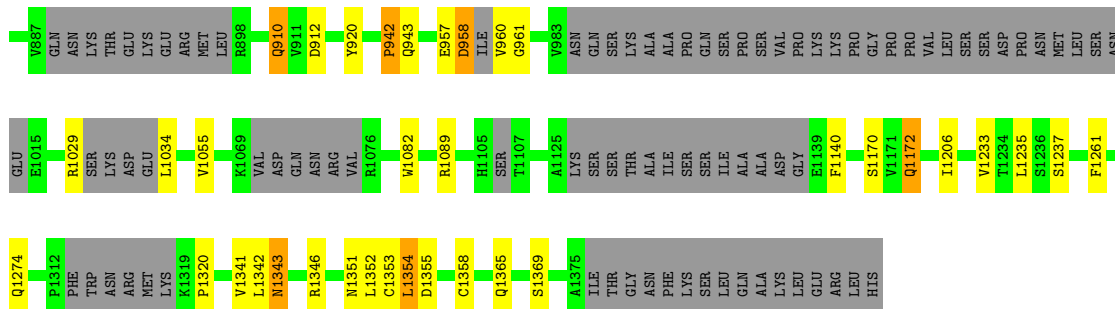 V887 GLN ASN LYS THR GLU LYS GLU ARG MET LEU R898 Q910 V911 D912 Y920 P942 Q943 E957 D958 ILE V960 G961 V983 ASN GLN SER LYS ALA ALA PRO GLN SER PRO SER VAL PRO LYS LYS PRO GLY PRO PRO VAL LEU SER SER ASP PRO ASN MET LEU SER ASN
GLU E1015 R1029 SER LYS ASP GLU L1034 V1055 K1069 VAL ASP GLN ASN ARG VAL R1076 W1082 R1089 H1105 SER T1107 A1125 LYS SER SER THR ALA ILE SER SER ILE ALA ALA ASP GLY E1139 F1140 S1170 V1171 Q1172 I1206 V1233 T1234 L1235 S1236 S1237 F1261
Q1274 P1312 PHE TRP ASN ARG MET LYS K1319 P1320 V1341 L1342 N1343 R1346 N1351 L1352 C1353 L1354 D1355 C1358 Q1365 S1369 A1375 ILE THR GLY ASN PHE LYS SER LEU GLN ALA LYS LEU GLU ARG LEU HIS